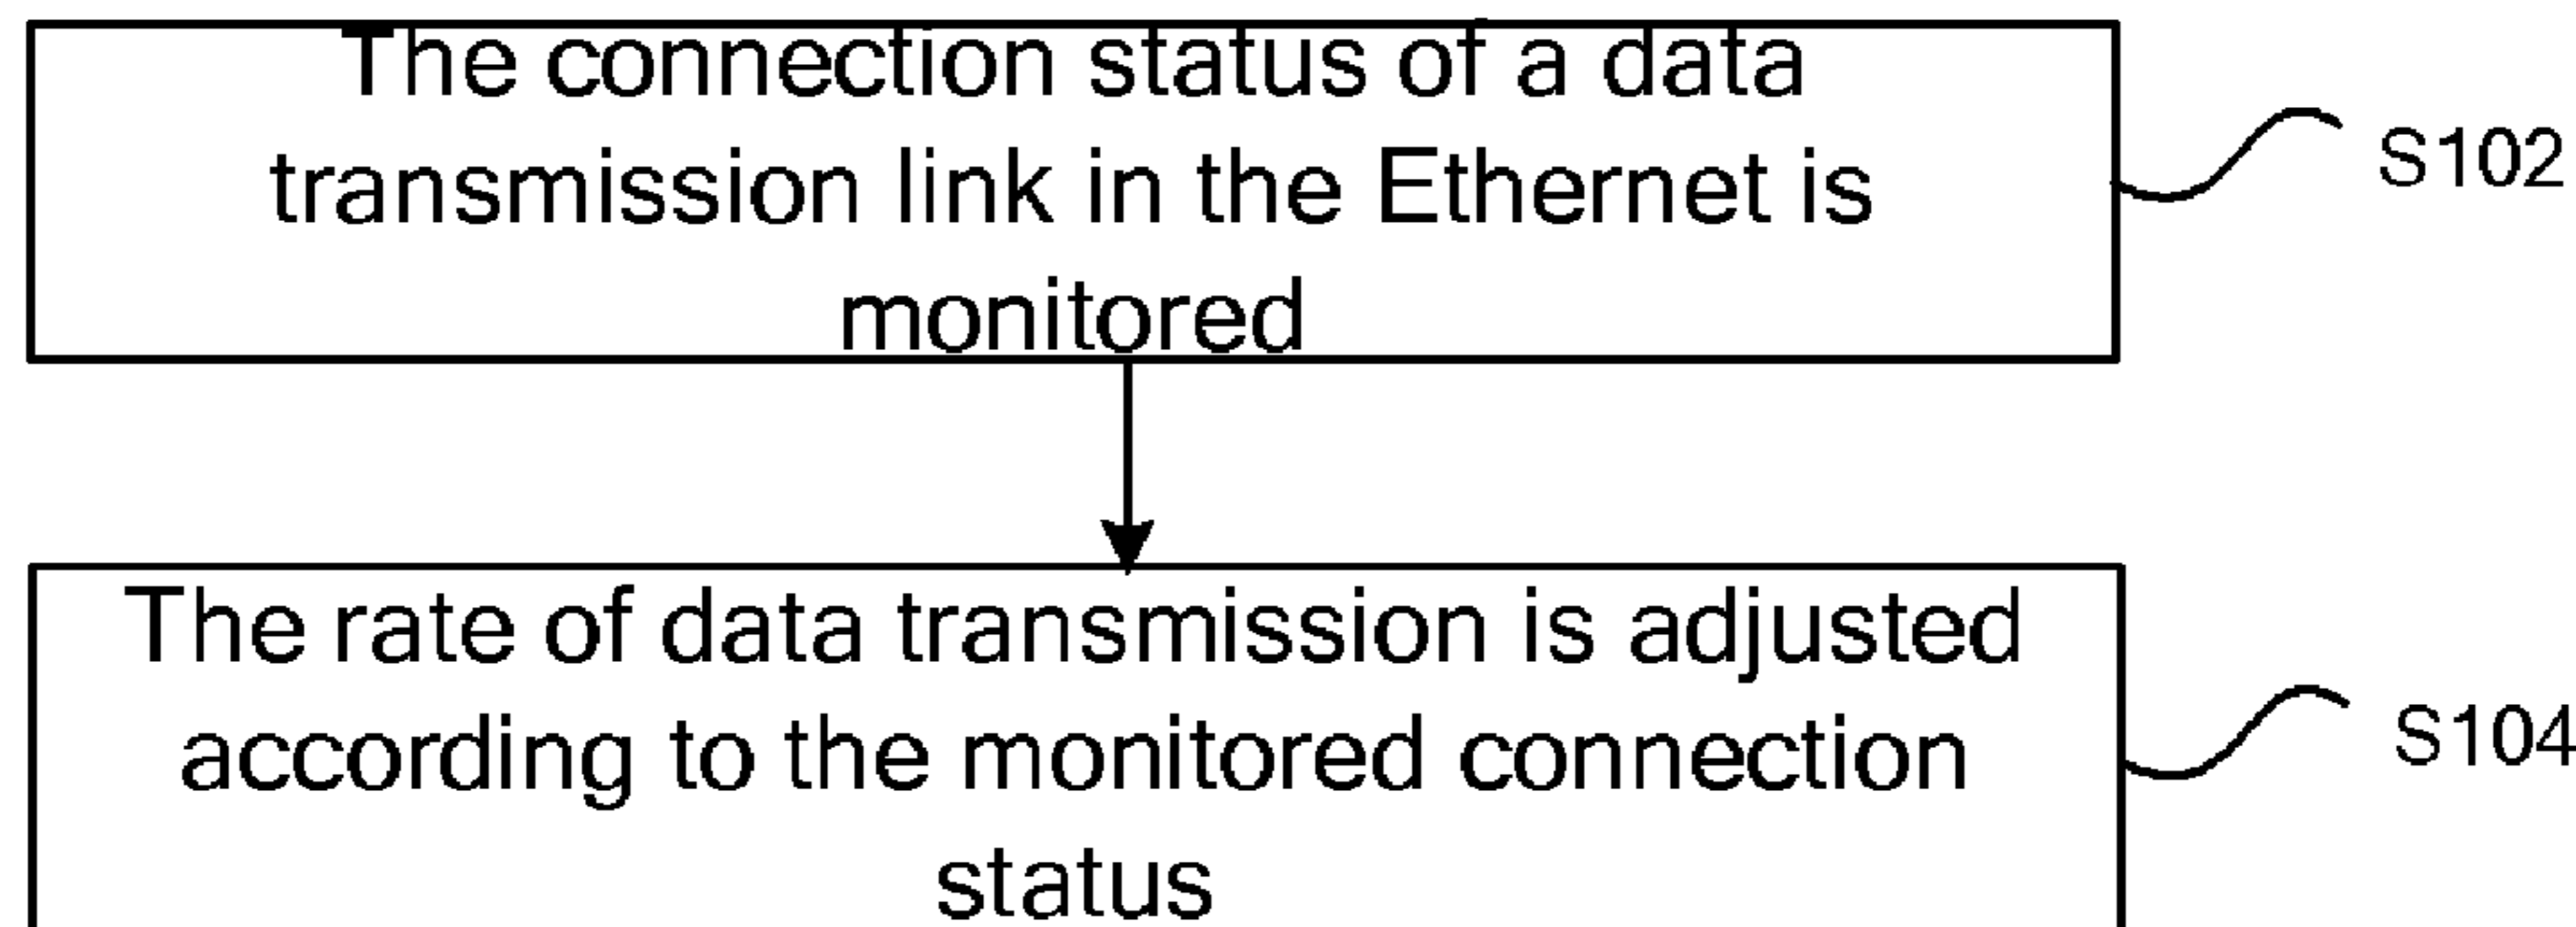 The connection status of a data
transmission link in the Ethernet is
monitored
S102
The rate of data transmission is adjusted
according to the monitored connection
status
S104